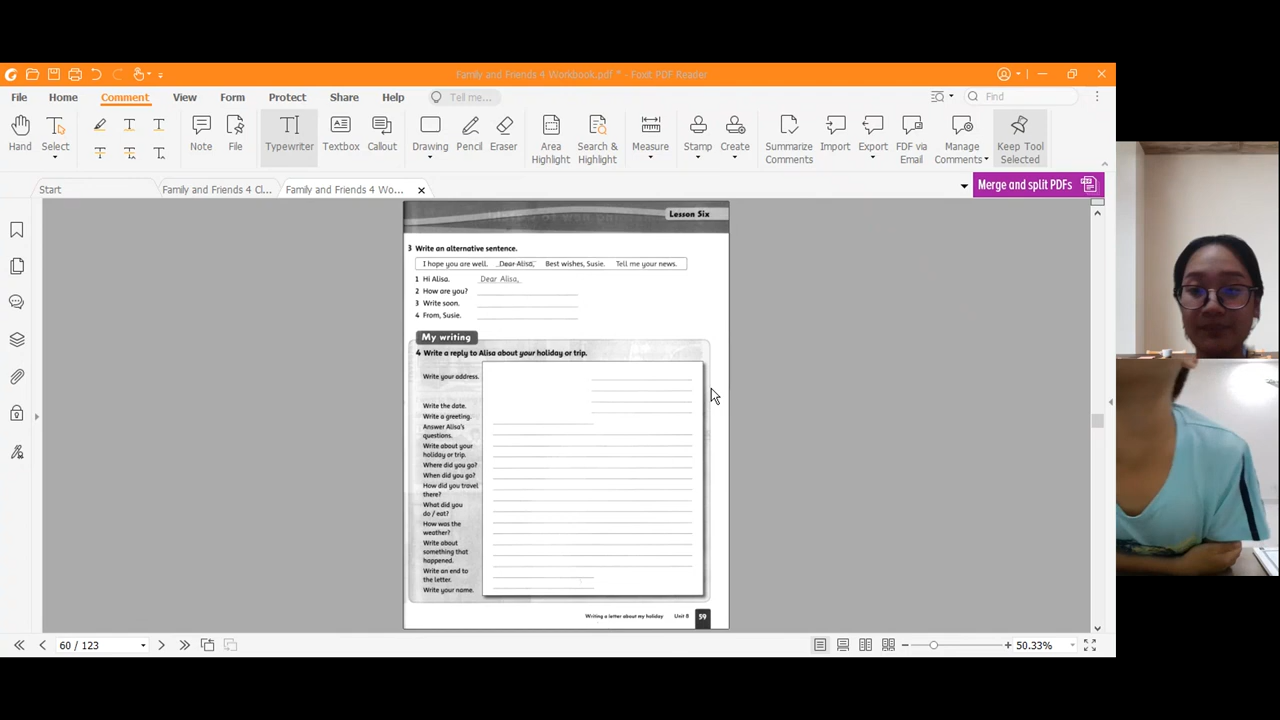 Family and Friends 4 Workbook.pdf * - Foxit PDF Reader
File Home Comment View Form Protect Share Help Tell me... Find
Hand Select Note File Typewriter Textbox Callout Drawing Pencil Eraser Area Highlight Search & Highlight Measure Stamp Create Summarize Comments Import Export FDF via Email Manage Comments Keep Tool Selected
Start Family and Friends 4 Cl... Family and Friends 4 Wo... Merge and split PDFs
Lesson Six
3 Write an alternative sentence.
I hope you are well. Dear Alisa, Best wishes, Susie. Tell me your news.
1 Hi Alisa. Dear Alisa,
2 How are you?
3 Write soon.
4 From, Susie.
My writing
4 Write a reply to Alisa about your holiday or trip.
Write your address.
Write the date.
Write a greeting.
Answer Alisa's
questions.
Write about your
holiday or trip.
Where did you go?
When did you go?
How did you travel
there?
What did you
do / eat?
How was the
weather?
Write about
something that
happened.
Write an end to
the letter.
Write your name.
Writing a letter about my holiday Unit 8 59
60 / 123 50.33%